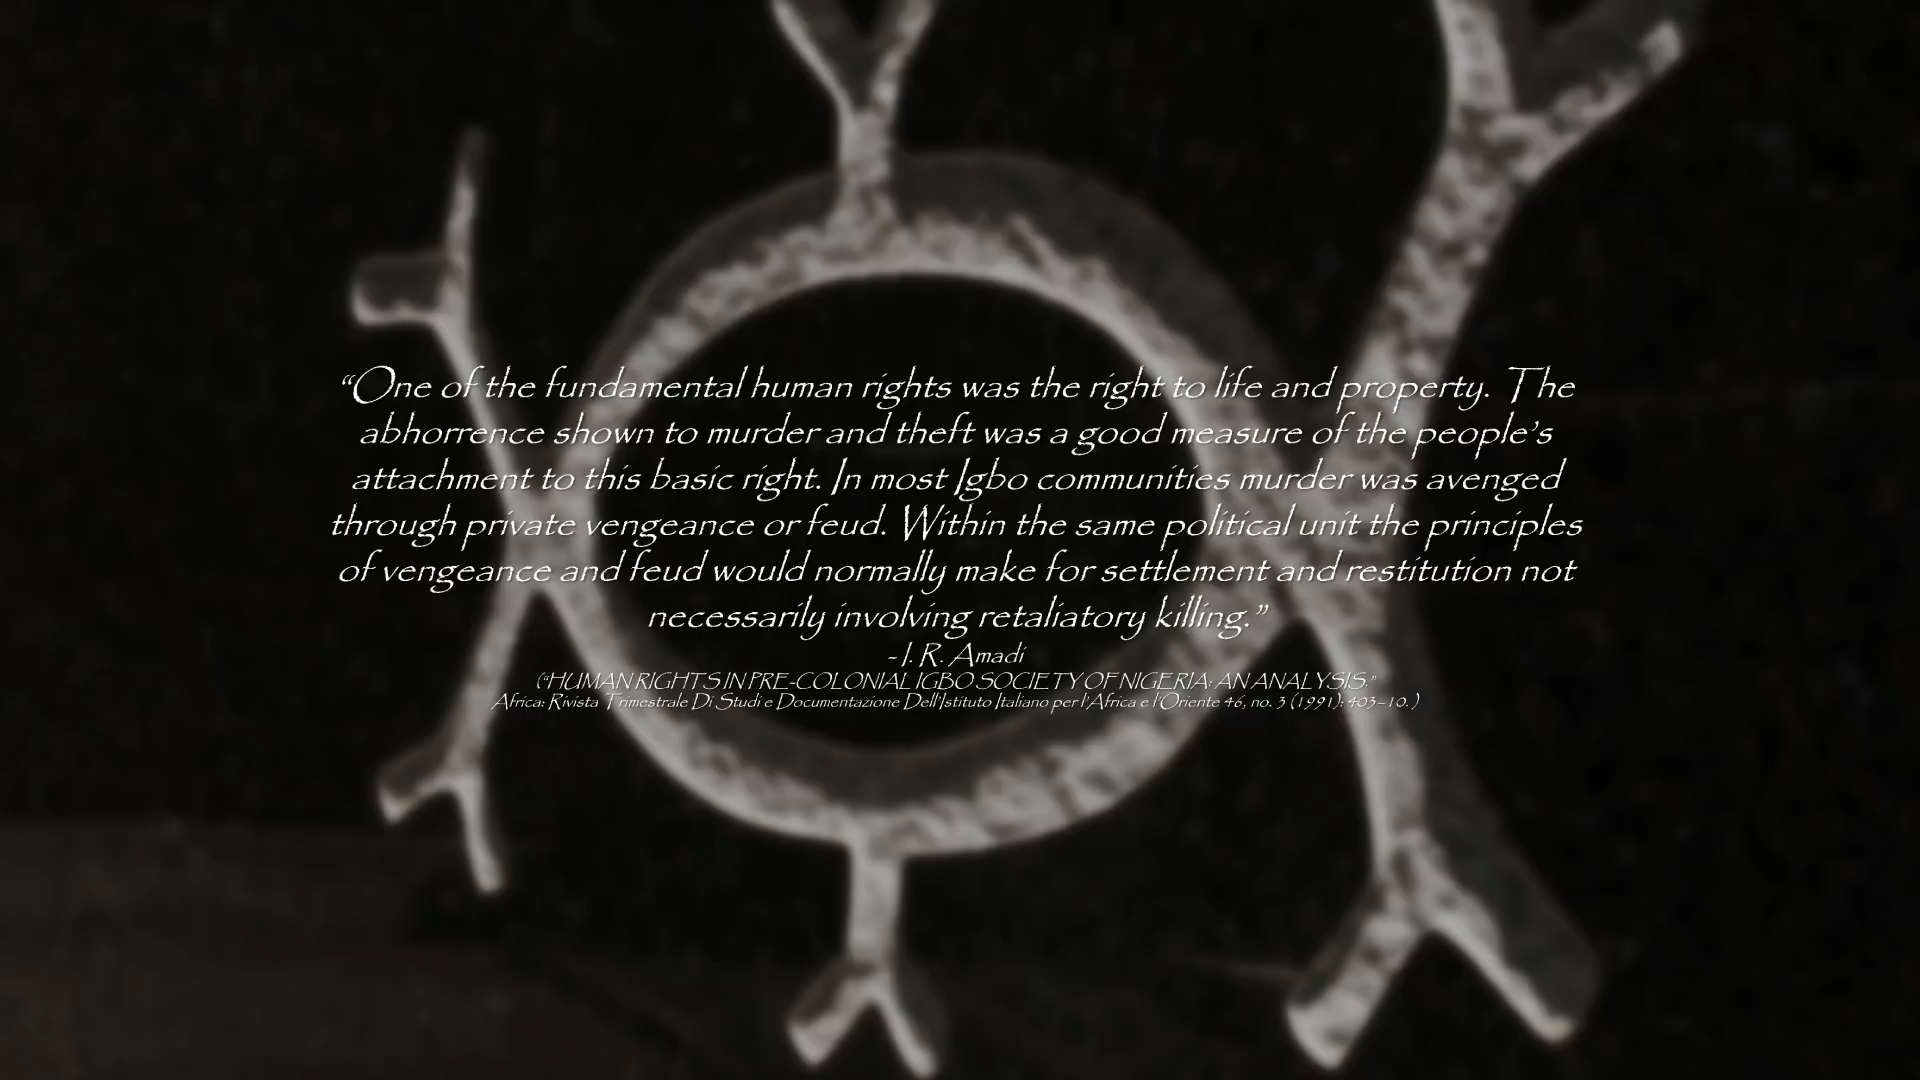 “One of the fundamental human rights was the right to life and property. The
abhorrence shown to murder and theft was a good measure of the people’s
attachment to this basic right. In most Igbo communities murder was avenged
through private vengeance or feud. Within the same political unit the principles
of vengeance and feud would normally make for settlement and restitution not
necessarily involving retaliatory killing.”
- I. R. Amadi
(“HUMAN RIGHTS IN PRE-COLONIAL IGBO SOCIETY OF NIGERIA: AN ANALYSIS.”
Africa: Rivista Trimestrale Di Studi e Documentazione Dell’Istituto Italiano per l’Africa e l’Oriente 46, no. 3 (1991): 403–10. )